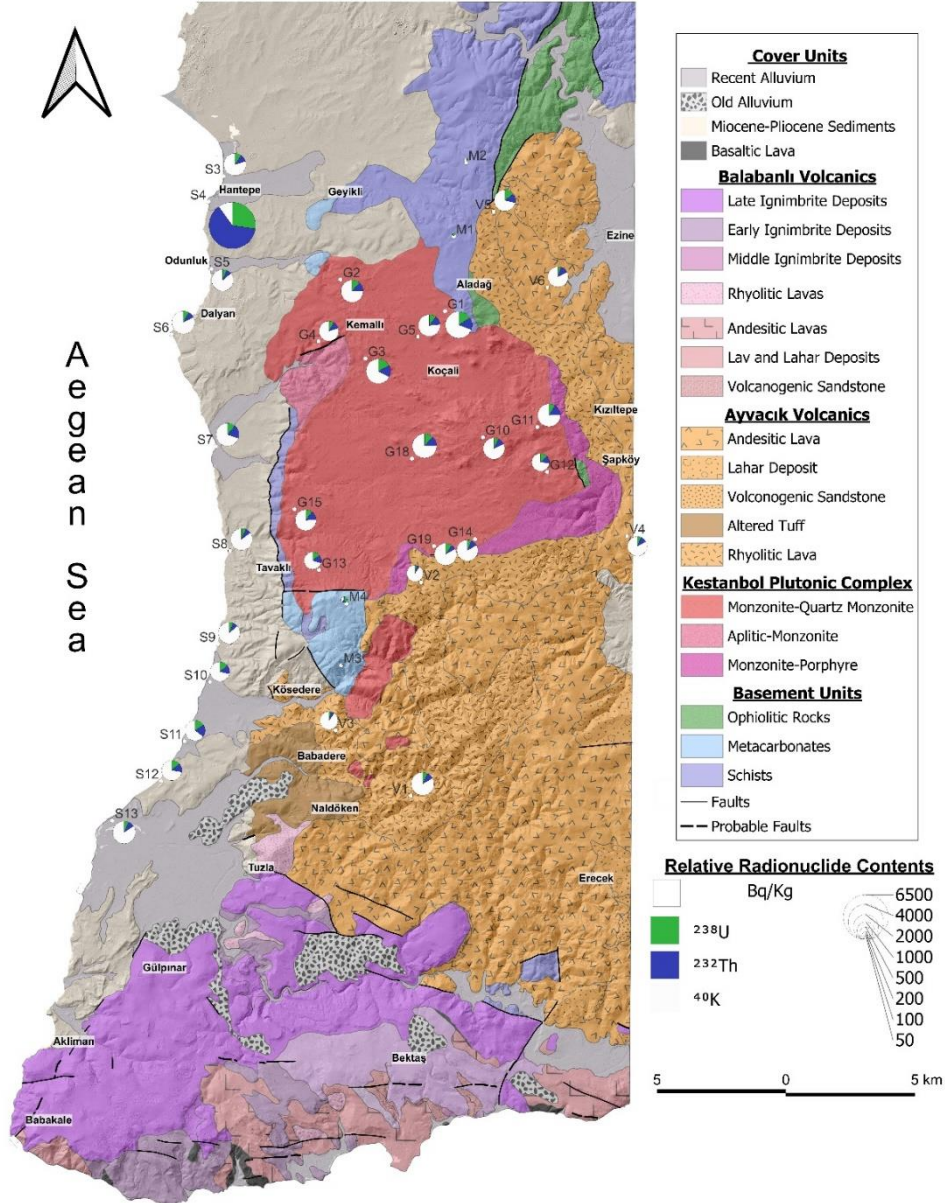 S3
Hantepe
S4
Geyikli
M2
V5
Ezine
M1
Odunluk
S5
G2
Aladağ
V6
Dalyan
S6
G1
Kemallı
G5
G4
G3
Koçali
Aegean Sea
G11
Kızıltepe
S7
G10
G18
G12
Şapköy
G15
V4
S8
G19
G14
Tavaklı
G13
V2
M4
S9
M3
S10
Kösedere
V3
S11
Babadere
S12
V1
Naldöken
S13
Tuzla
Erecek
Gülpınar
Akliman
Bektaş
Babakale
Cover Units
Recent Alluvium
Old Alluvium
Miocene-Pliocene Sediments
Basaltic Lava
Balabanlı Volcanics
Late Ignimbrite Deposits
Early Ignimbrite Deposits
Middle Ignimbrite Deposits
Rhyolitic Lavas
Andesitic Lavas
Lav and Lahar Deposits
Volcanogenic Sandstone
Ayvacık Volcanics
Andesitic Lava
Lahar Deposit
Volconogenic Sandstone
Altered Tuff
Rhyolitic Lava
Kestanbol Plutonic Complex
Monzonite-Quartz Monzonite
Aplitic-Monzonite
Monzonite-Porphyre
Basement Units
Ophiolitic Rocks
Metacarbonates
Schists
Faults
Probable Faults
Relative Radionuclide Contents
Bq/Kg
²³⁸U
²³²Th
⁴⁰K
6500
4000
2000
1000
500
200
100
50
5 0 5 km